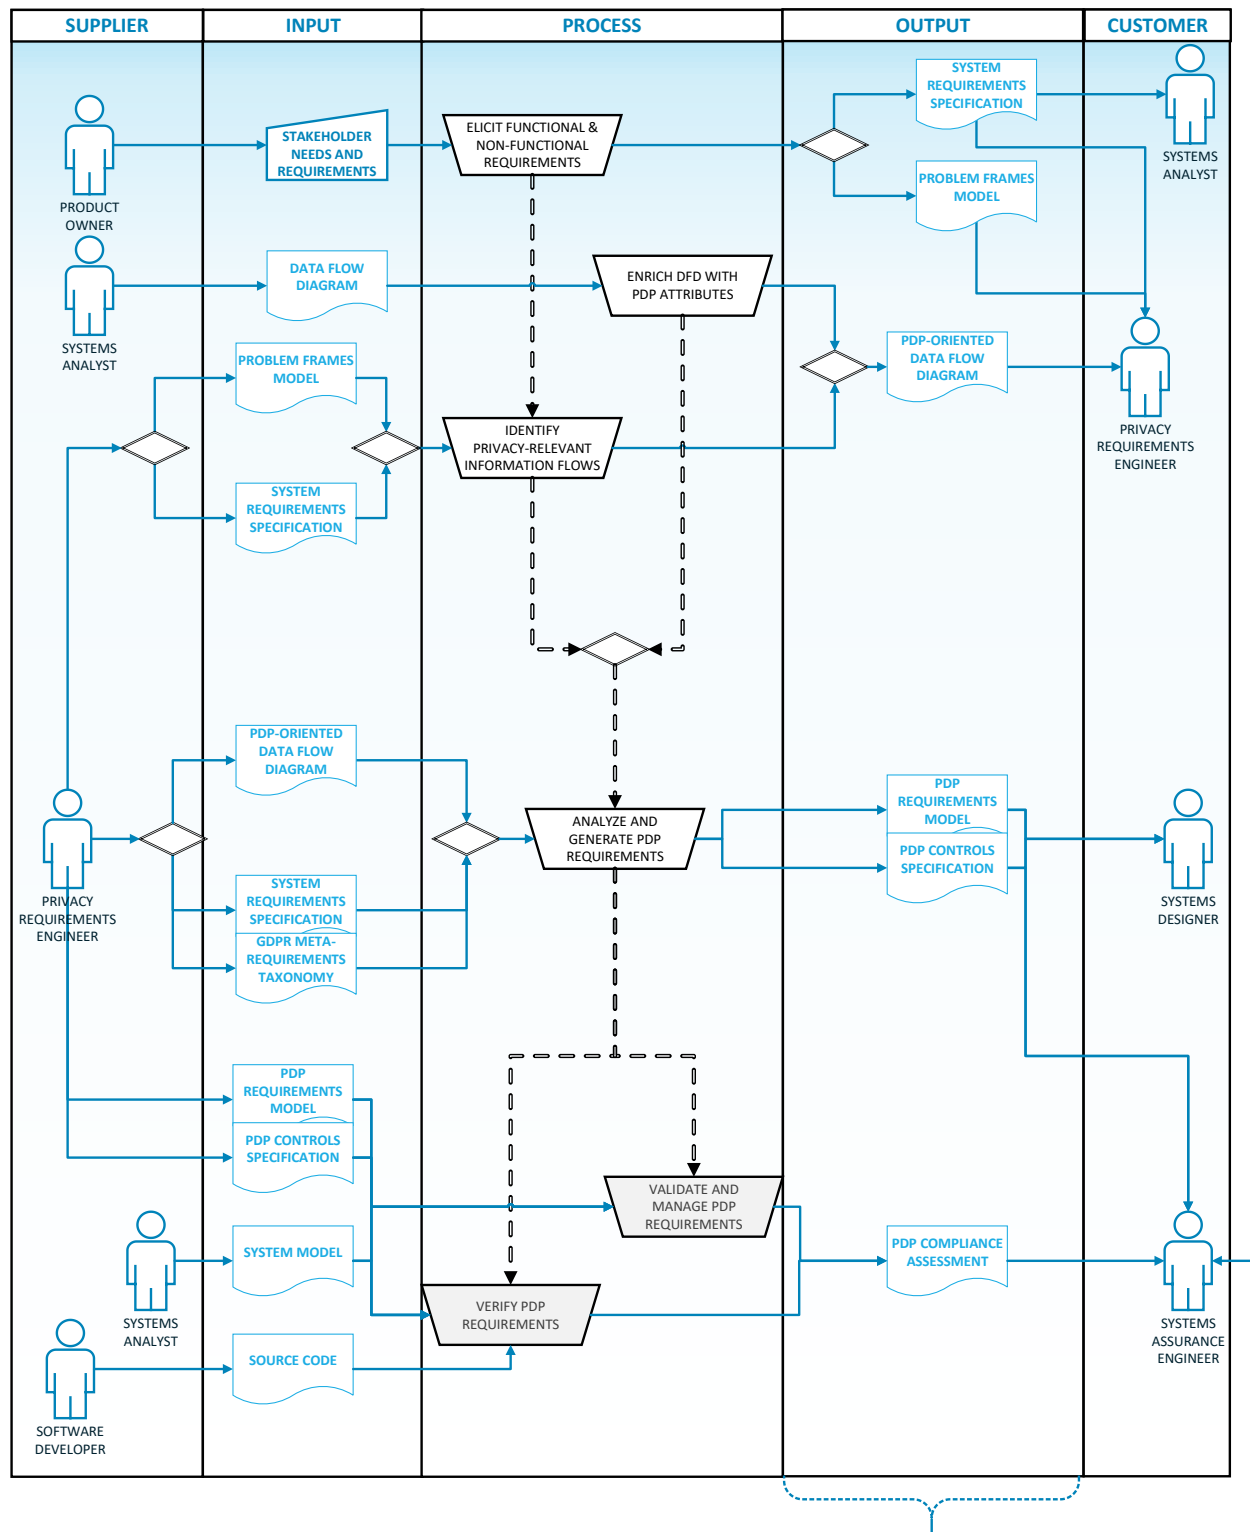 SUPPLIER
INPUT
PROCESS
OUTPUT
CUSTOMER
PRODUCT
OWNER
STAKEHOLDER
NEEDS AND
REQUIREMENTS
ELICIT FUNCTIONAL &
NON-FUNCTIONAL
REQUIREMENTS
SYSTEM
REQUIREMENTS
SPECIFICATION
PROBLEM FRAMES
MODEL
SYSTEMS
ANALYST
SYSTEMS
ANALYST
DATA FLOW
DIAGRAM
ENRICH DFD WITH
PDP ATTRIBUTES
PROBLEM FRAMES
MODEL
SYSTEM
REQUIREMENTS
SPECIFICATION
IDENTIFY
PRIVACY-RELEVANT
INFORMATION FLOWS
PDP-ORIENTED
DATA FLOW
DIAGRAM
PRIVACY
REQUIREMENTS
ENGINEER
PRIVACY
REQUIREMENTS
ENGINEER
PDP-ORIENTED
DATA FLOW
DIAGRAM
SYSTEM
REQUIREMENTS
SPECIFICATION
GDPR META-
REQUIREMENTS
TAXONOMY
ANALYZE AND
GENERATE PDP
REQUIREMENTS
PDP
REQUIREMENTS
MODEL
PDP CONTROLS
SPECIFICATION
SYSTEMS
DESIGNER
PDP
REQUIREMENTS
MODEL
PDP CONTROLS
SPECIFICATION
VALIDATE AND
MANAGE PDP
REQUIREMENTS
SYSTEMS
ANALYST
SYSTEM MODEL
VERIFY PDP
REQUIREMENTS
PDP COMPLIANCE
ASSESSMENT
SYSTEMS
ASSURANCE
ENGINEER
SOFTWARE
DEVELOPER
SOURCE CODE